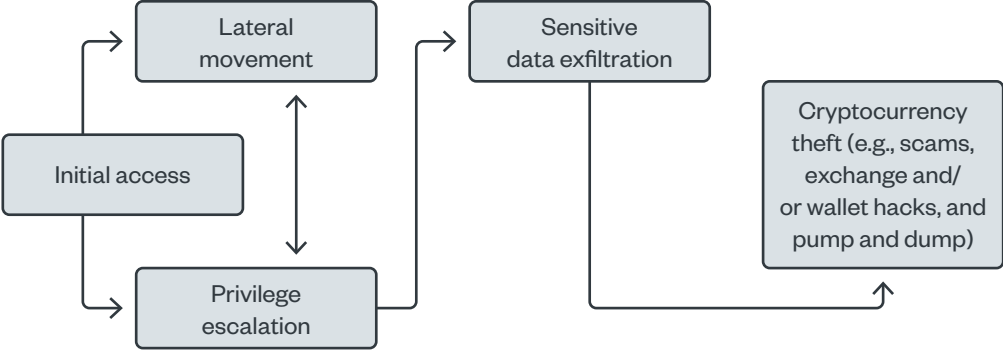 Lateral
movement
Sensitive
data exfiltration
Initial access
Privilege
escalation
Cryptocurrency
theft (e.g., scams,
exchange and/
or wallet hacks, and
pump and dump)